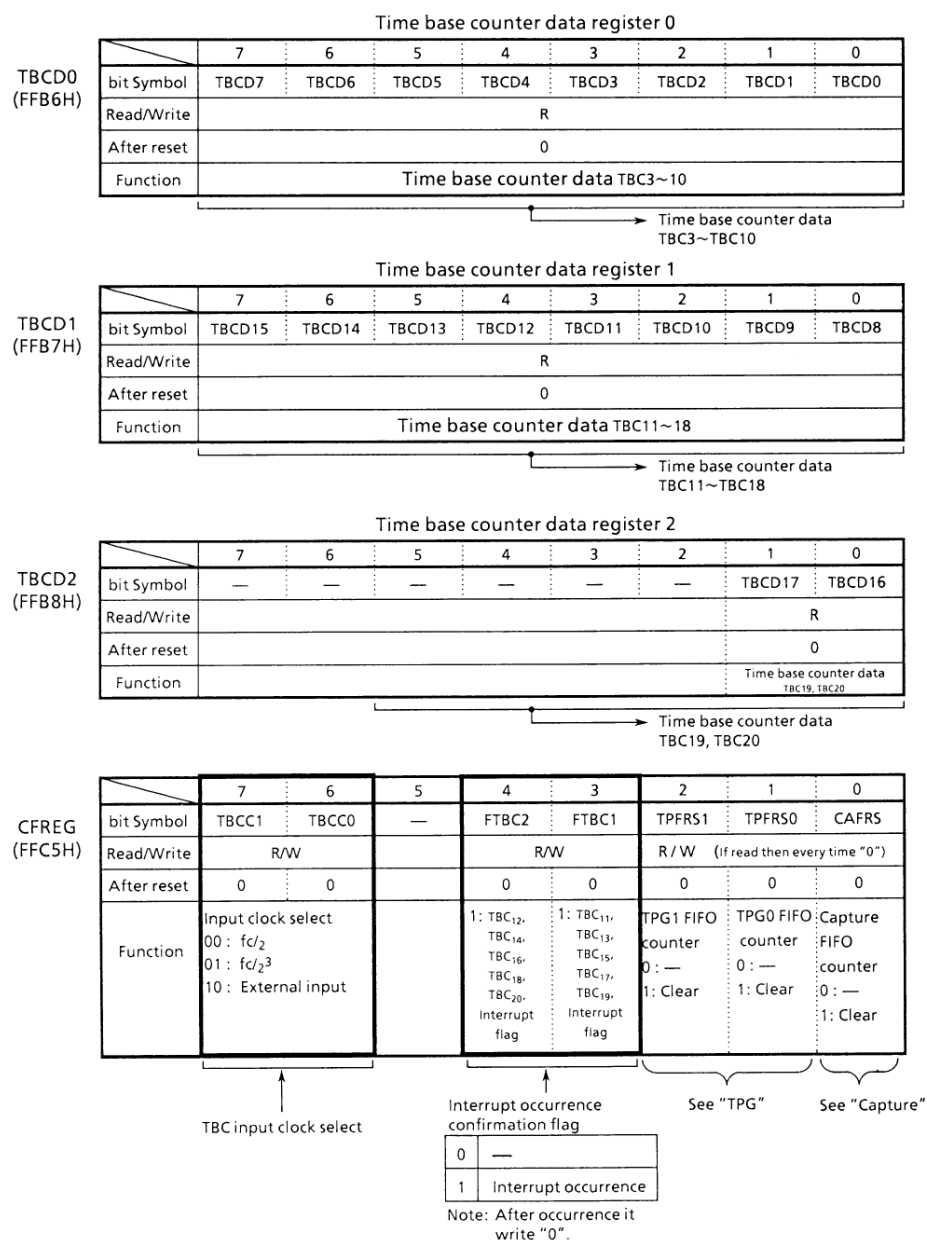 Time base counter data register 0
7 6 5 4 3 2 1 0
TBCD0
(FFB6H)
bit Symbol TBCD7 TBCD6 TBCD5 TBCD4 TBCD3 TBCD2 TBCD1 TBCD0
Read/Write R
After reset 0
Function Time base counter data TBC3~10
Time base counter data
TBC3~TBC10
Time base counter data register 1
7 6 5 4 3 2 1 0
TBCD1
(FFB7H)
bit Symbol TBCD15 TBCD14 TBCD13 TBCD12 TBCD11 TBCD10 TBCD9 TBCD8
Read/Write R
After reset 0
Function Time base counter data TBC11~18
Time base counter data
TBC11~TBC18
Time base counter data register 2
7 6 5 4 3 2 1 0
TBCD2
(FFB8H)
bit Symbol — — — — — — TBCD17 TBCD16
Read/Write R
After reset 0
Function Time base counter data
TBC19, TBC20
Time base counter data
TBC19, TBC20
7 6 5 4 3 2 1 0
CFREG
(FFC5H)
bit Symbol TBCC1 TBCC0 — FTBC2 FTBC1 TPFRS1 TPFRS0 CAFRS
Read/Write R/W R/W R/W (If read then every time "0")
After reset 0 0 0 0 0 0 0
Function
Input clock select
00 : fc/2
01 : fc/2³
10 : External input
1: TBC12,
TBC14,
TBC16,
TBC18,
TBC20,
Interrupt
flag
1: TBC11,
TBC13,
TBC15,
TBC17,
TBC19,
Interrupt
flag
TPG1 FIFO
counter
0 : —
1: Clear
TPG0 FIFO
counter
0 : —
1: Clear
Capture
FIFO
counter
0 : —
1: Clear
TBC input clock select
Interrupt occurrence
confirmation flag
0 —
1 Interrupt occurrence
Note: After occurrence it
write "0".
See "TPG"
See "Capture"